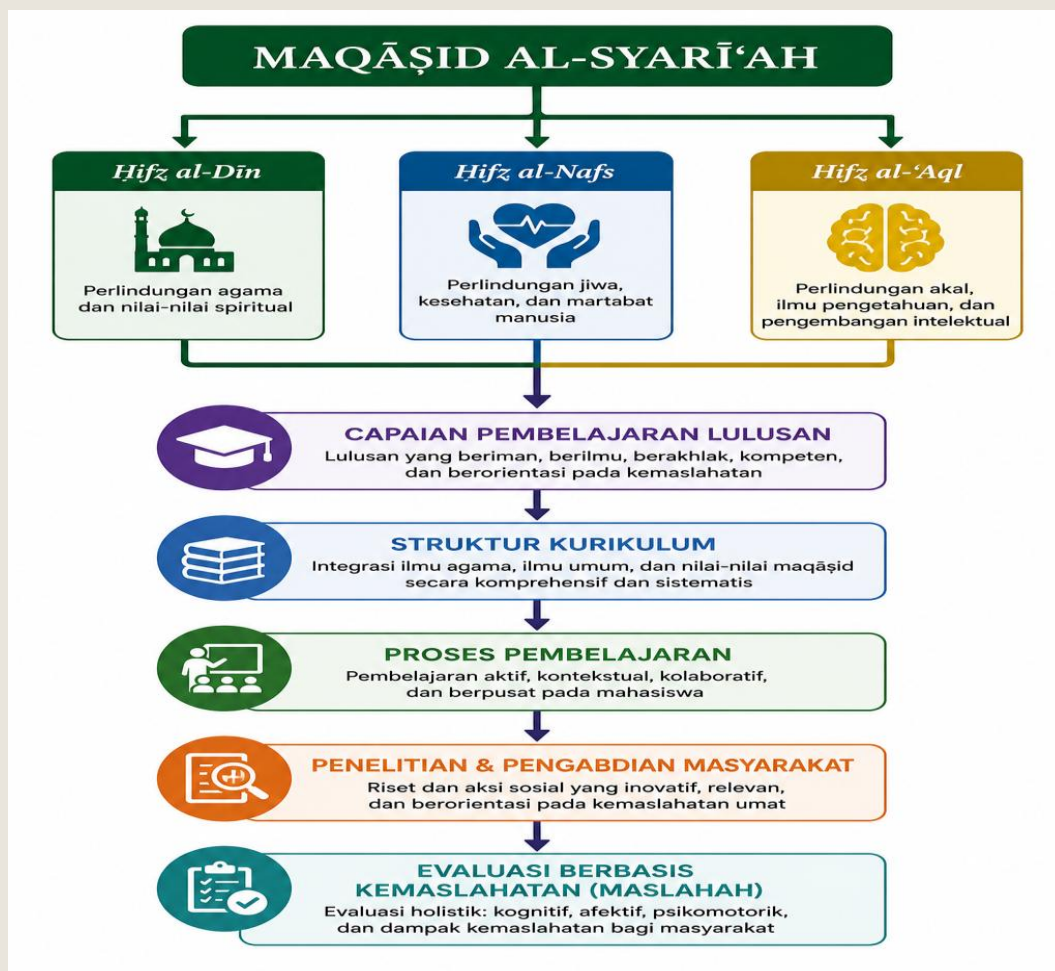 MAQĀṢID AL-SYARĪ‘AH
Ḥifẓ al-Dīn
Perlindungan agama
dan nilai-nilai spiritual
Ḥifẓ al-Nafs
Perlindungan jiwa,
kesehatan, dan martabat
manusia
Ḥifẓ al-‘Aql
Perlindungan akal,
ilmu pengetahuan, dan
pengembangan intelektual
CAPAIAN PEMBELAJARAN LULUSAN
Lulusan yang beriman, berilmu, berakhlak, kompeten,
dan berorientasi pada kemaslahatan
STRUKTUR KURIKULUM
Integrasi ilmu agama, ilmu umum, dan nilai-nilai maqāṣid
secara komprehensif dan sistematis
PROSES PEMBELAJARAN
Pembelajaran aktif, kontekstual, kolaboratif,
dan berpusat pada mahasiswa
PENELITIAN & PENGABDIAN MASYARAKAT
Riset dan aksi sosial yang inovatif, relevan,
dan berorientasi pada kemaslahatan umat
EVALUASI BERBASIS
KEMASLAHATAN (MASLAHAH)
Evaluasi holistik: kognitif, afektif, psikomotorik,
dan dampak kemaslahatan bagi masyarakat